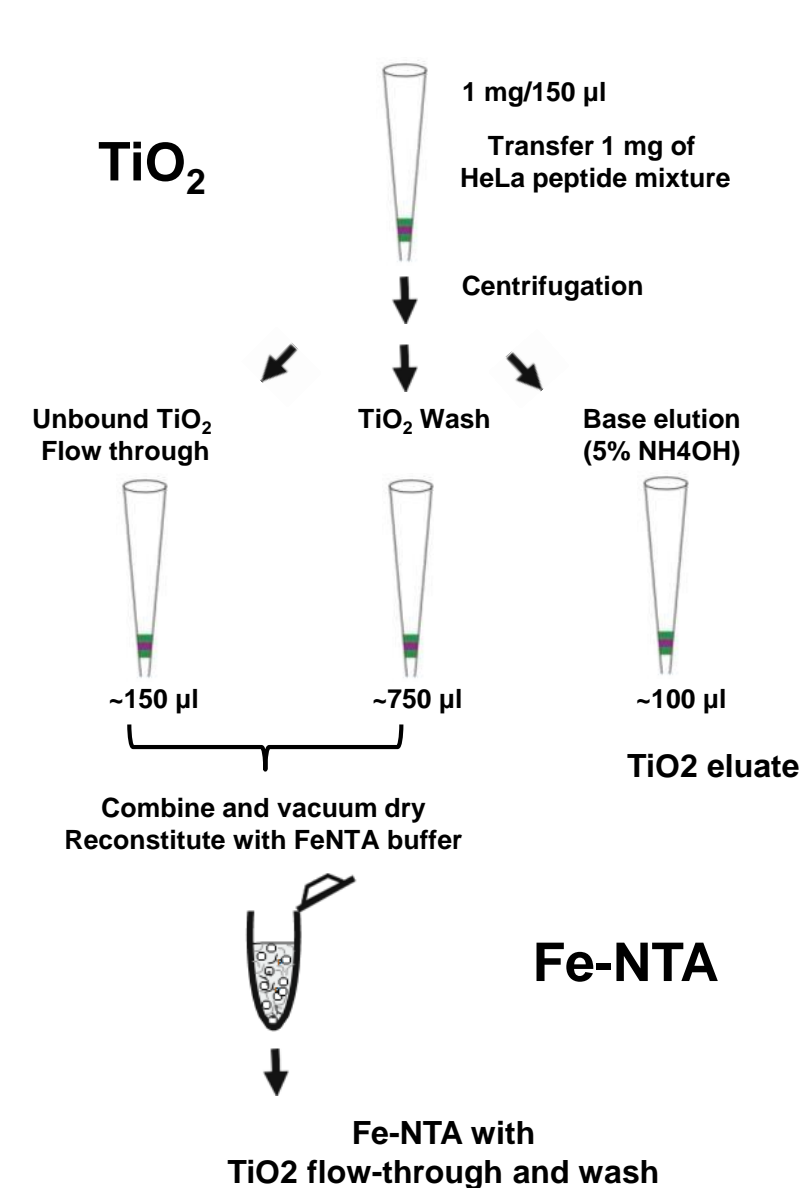 1 mg/150 µl
TiO₂
Transfer 1 mg of
HeLa peptide mixture
Centrifugation
Unbound TiO₂
Flow through
TiO₂ Wash
Base elution
(5% NH4OH)
~150 µl
~750 µl
~100 µl
TiO2 eluate
Combine and vacuum dry
Reconstitute with FeNTA buffer
Fe-NTA
Fe-NTA with
TiO2 flow-through and wash